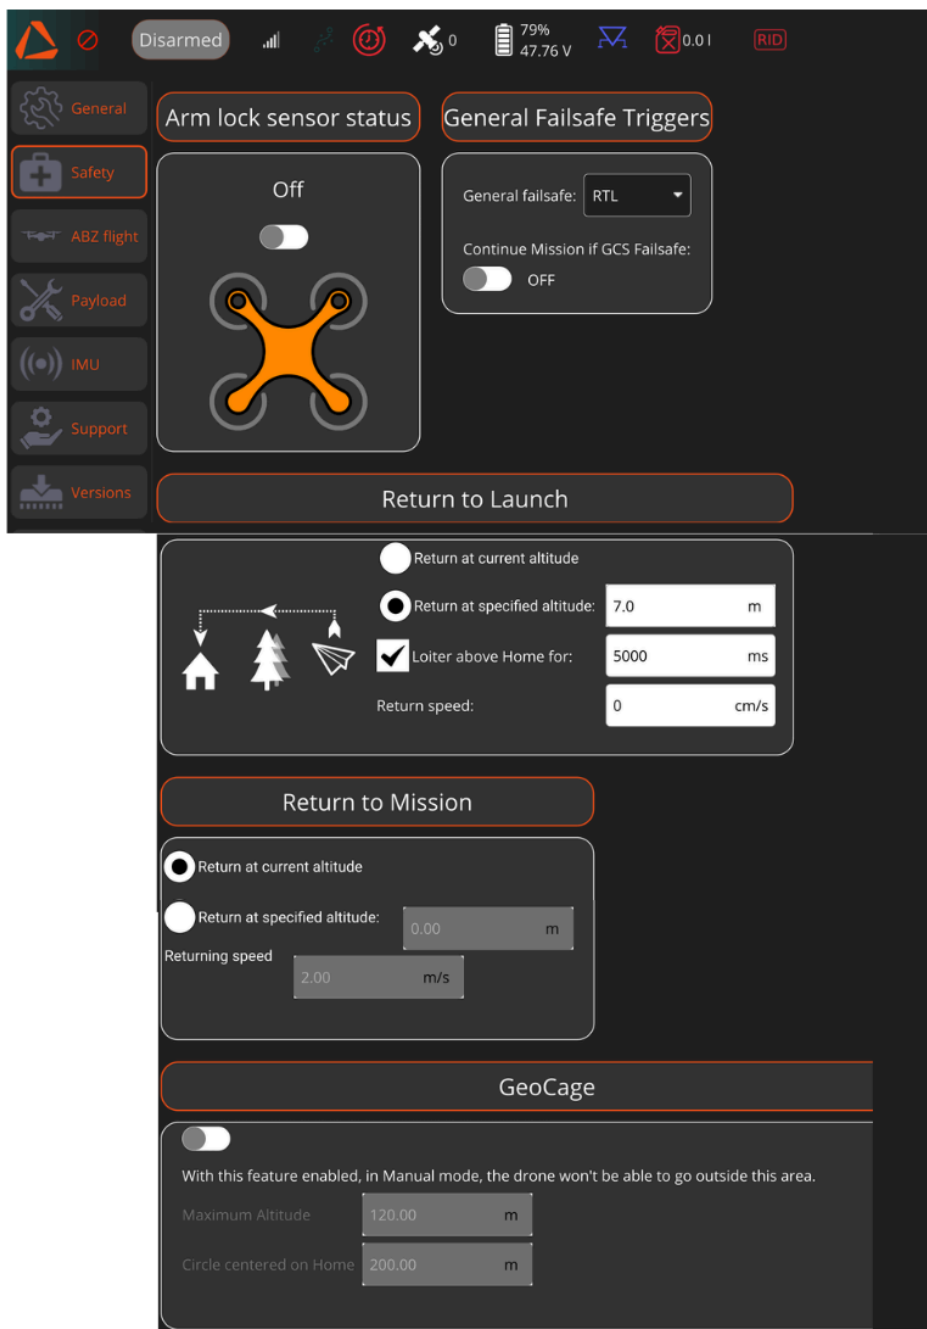 Disarmed
0
79%
47.76 V
0.0 l
RID
General
Safety
ABZ flight
Payload
IMU
Support
Versions
Arm lock sensor status
Off
General Failsafe Triggers
General failsafe: RTL
Continue Mission if GCS Failsafe:
OFF
Return to Launch
Return at current altitude
Return at specified altitude: 7.0 m
Loiter above Home for: 5000 ms
Return speed: 0 cm/s
Return to Mission
Return at current altitude
Return at specified altitude: 0.00 m
Returning speed 2.00 m/s
GeoCage
With this feature enabled, in Manual mode, the drone won't be able to go outside this area.
Maximum Altitude 120.00 m
Circle centered on Home 200.00 m